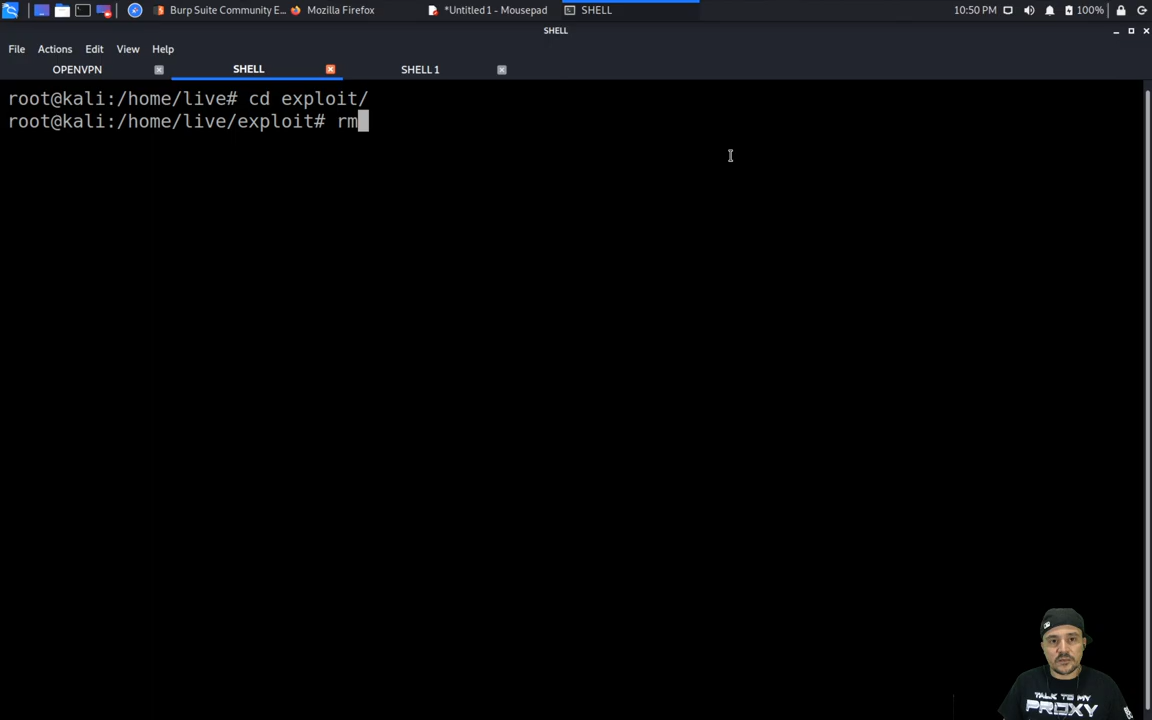 Burp Suite Community E...
Mozilla Firefox
*Untitled 1 - Mousepad
SHELL
10:50 PM
100%
SHELL
File Actions Edit View Help
OPENVPN
SHELL
SHELL 1
root@kali:/home/live# cd exploit/
root@kali:/home/live/exploit# rm
TALK TO MY
PROXY